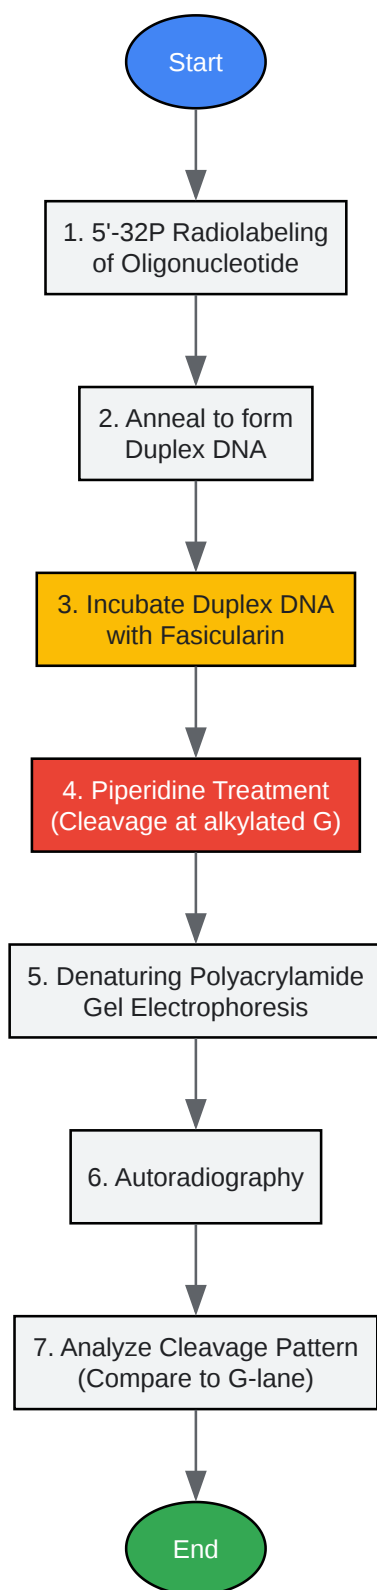 Start
1. 5'-32P Radiolabeling
of Oligonucleotide
2. Anneal to form
Duplex DNA
3. Incubate Duplex DNA
with Fasicularin
4. Piperidine Treatment
(Cleavage at alkylated G)
5. Denaturing Polyacrylamide
Gel Electrophoresis
6. Autoradiography
7. Analyze Cleavage Pattern
(Compare to G-lane)
End